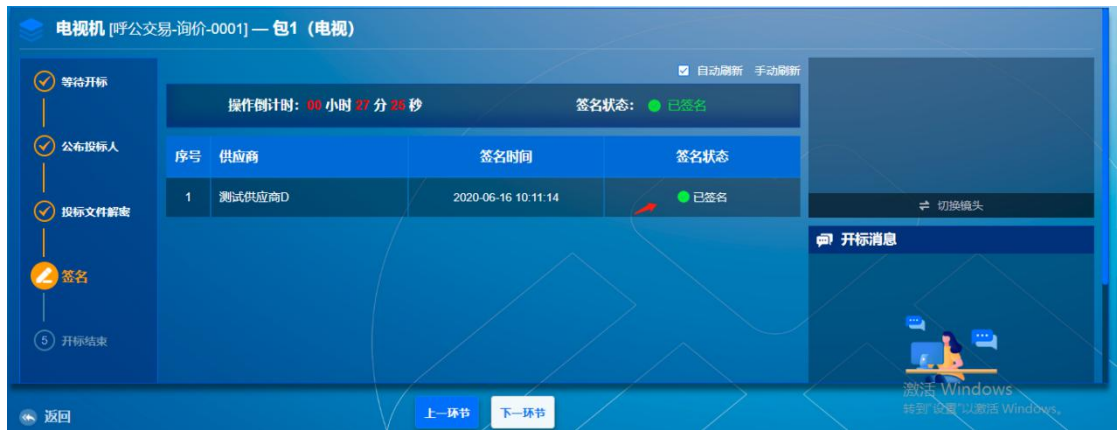 电视机 [呼公交易-询价-0001] — 包1（电视）
等待开标
公布投标人
投标文件解密
签名
5 开标结束
自动刷新 手动刷新
操作倒计时：00 小时 27 分 25 秒 签名状态： 已签名
序号 供应商 签名时间 签名状态
1 测试供应商D 2020-06-16 10:11:14 已签名
切换镜头
开标消息
返回
上一环节 下一环节
激活 Windows
转到"设置"以激活 Windows。